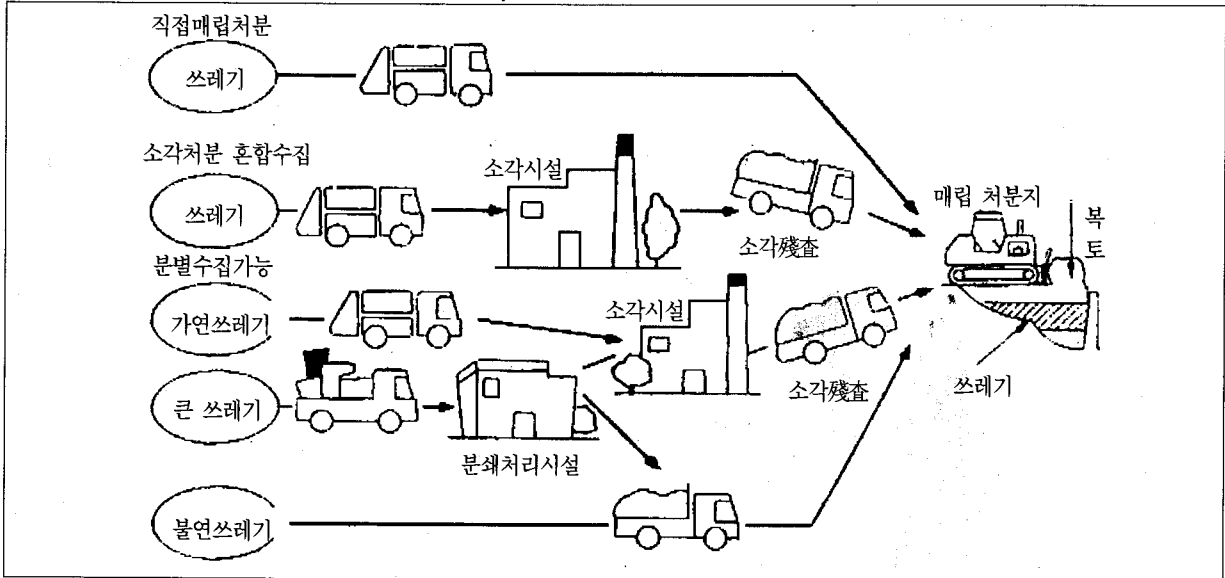 직접매립처분
쓰레기
소각처분 혼합수집
쓰레기
소각시설
소각殘査
매립 처분지
복토
분별수집가능
가연쓰레기
소각시설
소각殘査
쓰레기
큰 쓰레기
분쇄처리시설
불연쓰레기